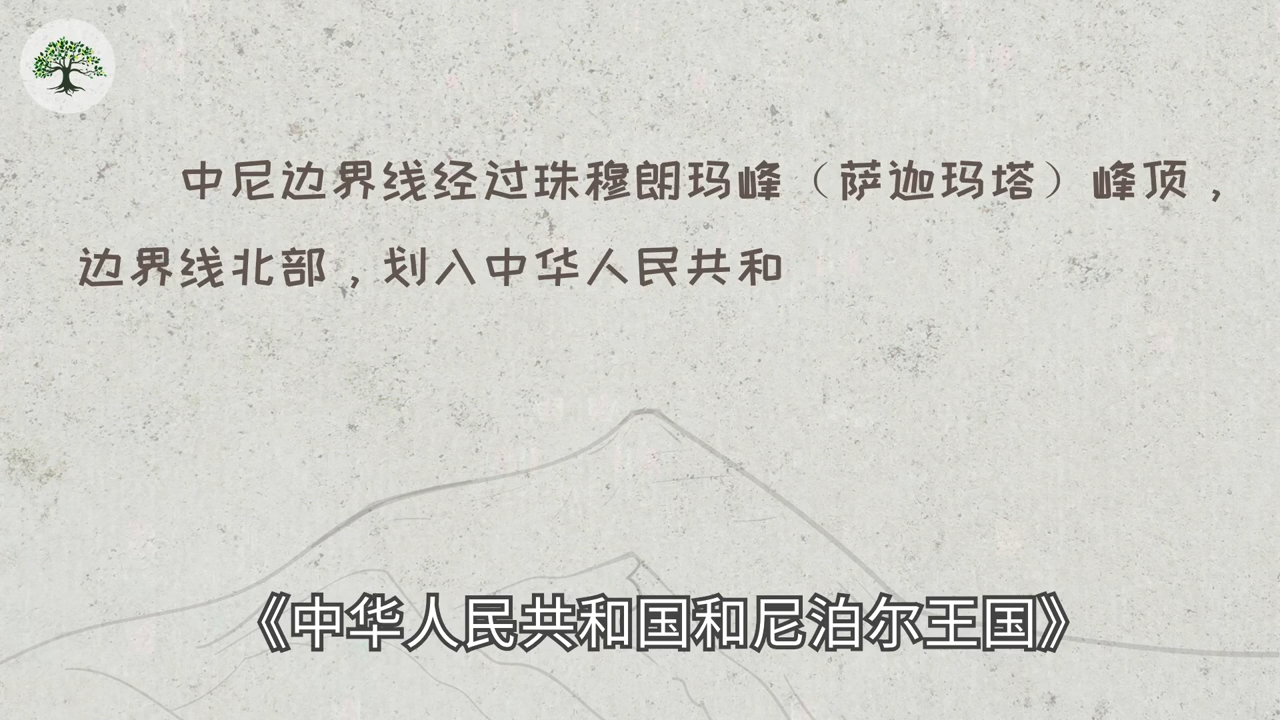 中尼边界线经过珠穆朗玛峰（萨迦玛塔）峰顶，
边界线北部，划入中华人民共和
《中华人民共和国和尼泊尔王国》